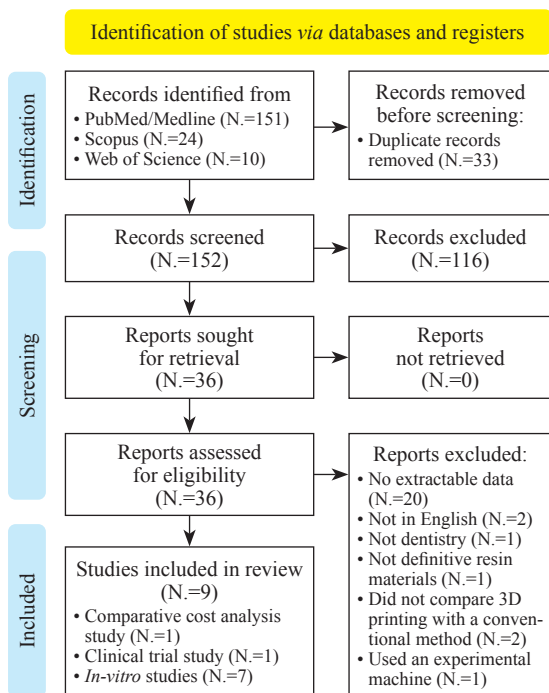 Identification of studies via databases and registers
Identification
Records identified from
• PubMed/Medline (N.=151)
• Scopus (N.=24)
• Web of Science (N.=10)
Records removed
before screening:
• Duplicate records
removed (N.=33)
Screening
Records screened
(N.=152)
Records excluded
(N.=116)
Reports sought
for retrieval
(N.=36)
Reports
not retrieved
(N.=0)
Reports assessed
for eligibility
(N.=36)
Reports excluded:
• No extractable data
(N.=20)
• Not in English (N.=2)
• Not dentistry (N.=1)
• Not definitive resin
materials (N.=1)
• Did not compare 3D
printing with a conven-
tional method (N.=2)
• Used an experimental
machine (N.=1)
Included
Studies included in review
(N.=9)
• Comparative cost analysis
study (N.=1)
• Clinical trial study (N.=1)
• In-vitro studies (N.=7)